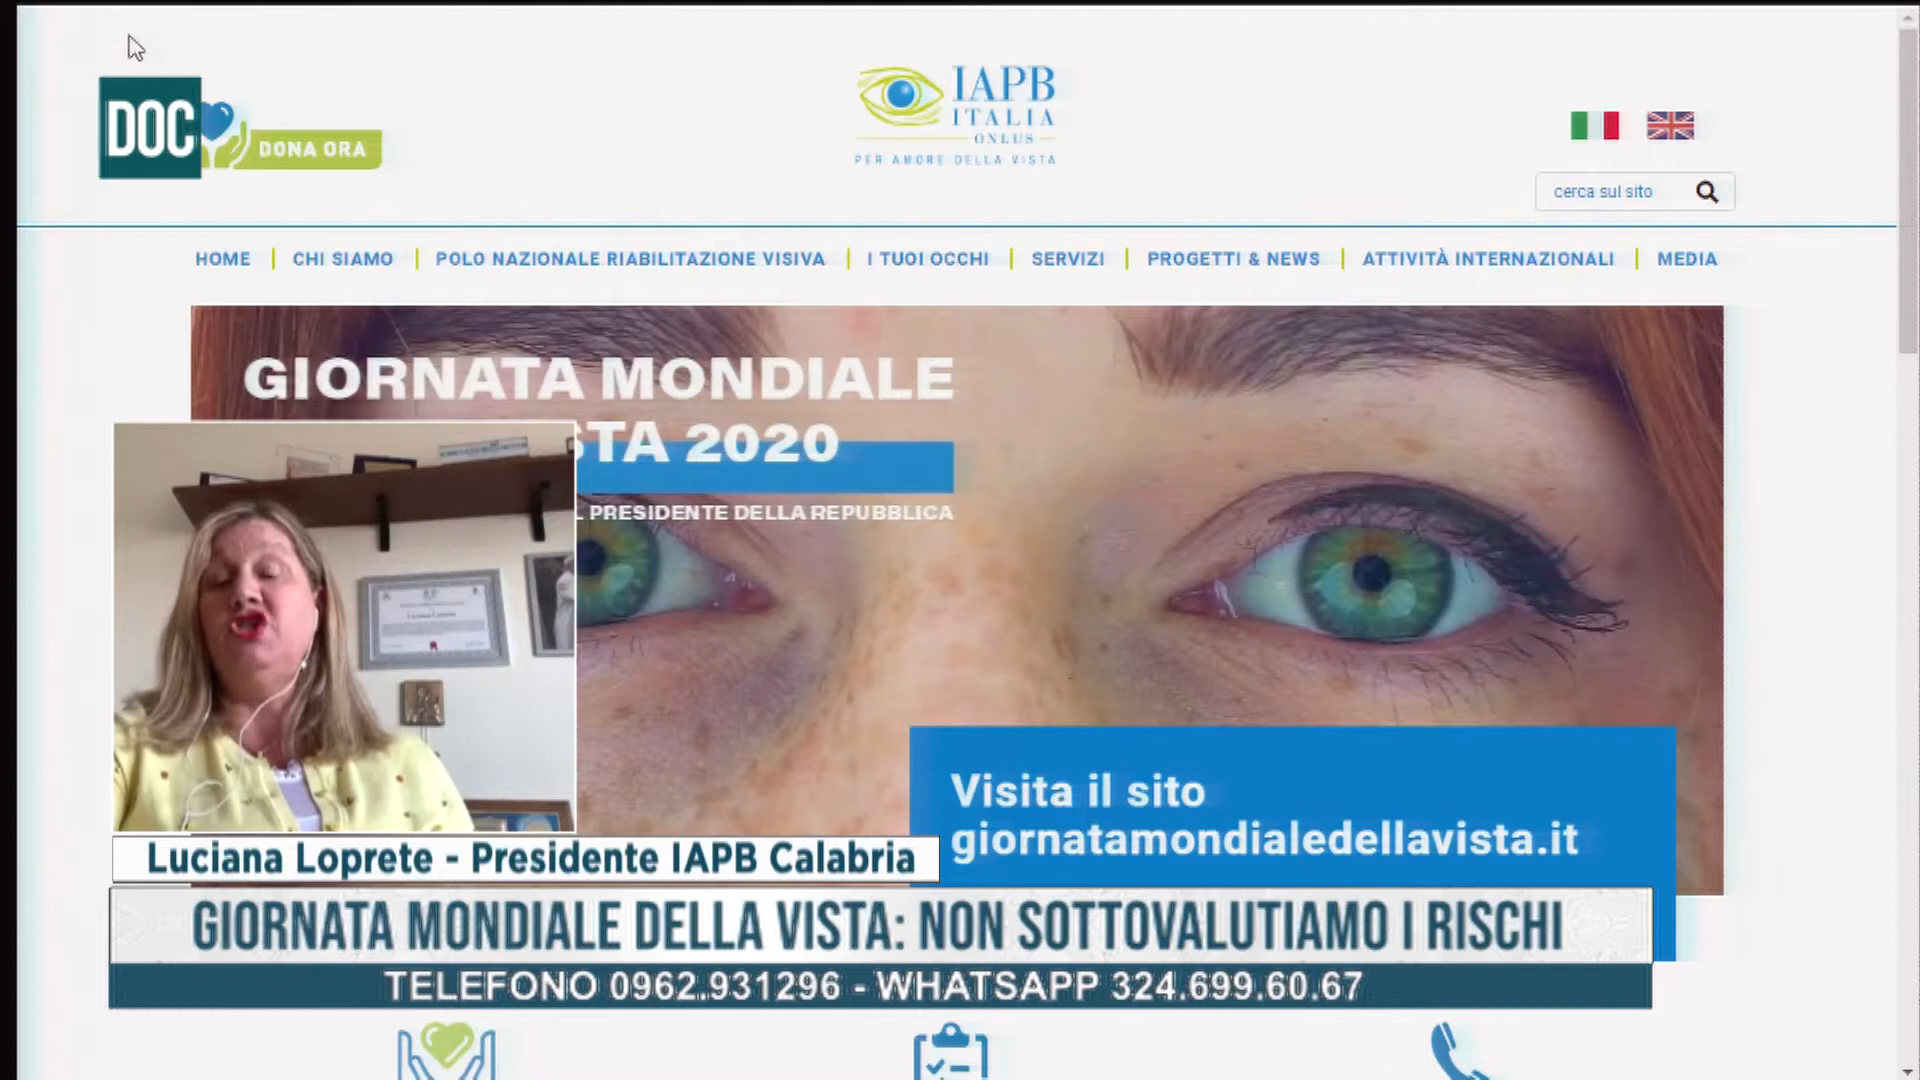 DOC
DONA ORA
IAPB
ITALIA
ONLUS
PER AMORE DELLA VISTA
cerca sul sito
HOME
CHI SIAMO
POLO NAZIONALE RIABILITAZIONE VISIVA
I TUOI OCCHI
SERVIZI
PROGETTI & NEWS
ATTIVITÀ INTERNAZIONALI
MEDIA
GIORNATA MONDIALE
STA 2020
L PRESIDENTE DELLA REPUBBLICA
Visita il sito
giornatamondialedellavista.it
Luciana Loprete - Presidente IAPB Calabria
GIORNATA MONDIALE DELLA VISTA: NON SOTTOVALUTIAMO I RISCHI
TELEFONO 0962.931296 - WHATSAPP 324.699.60.67